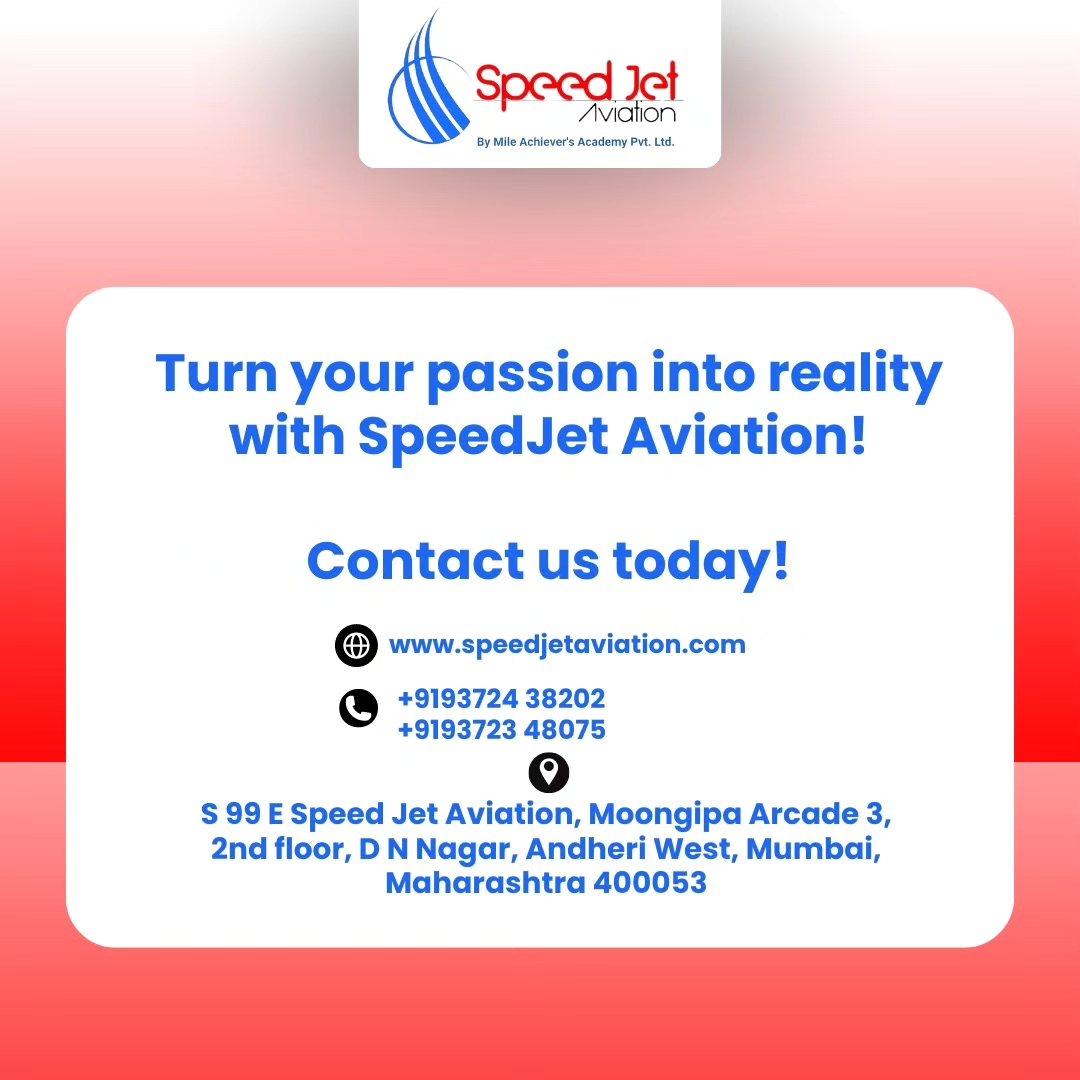 Speed Jet
Aviation
By Mile Achiever's Academy Pvt. Ltd.
Turn your passion into reality
with SpeedJet Aviation!
Contact us today!
www.speedjetaviation.com
+9193724 38202
+9193723 48075
S 99 E Speed Jet Aviation, Moongipa Arcade 3,
2nd floor, D N Nagar, Andheri West, Mumbai,
Maharashtra 400053